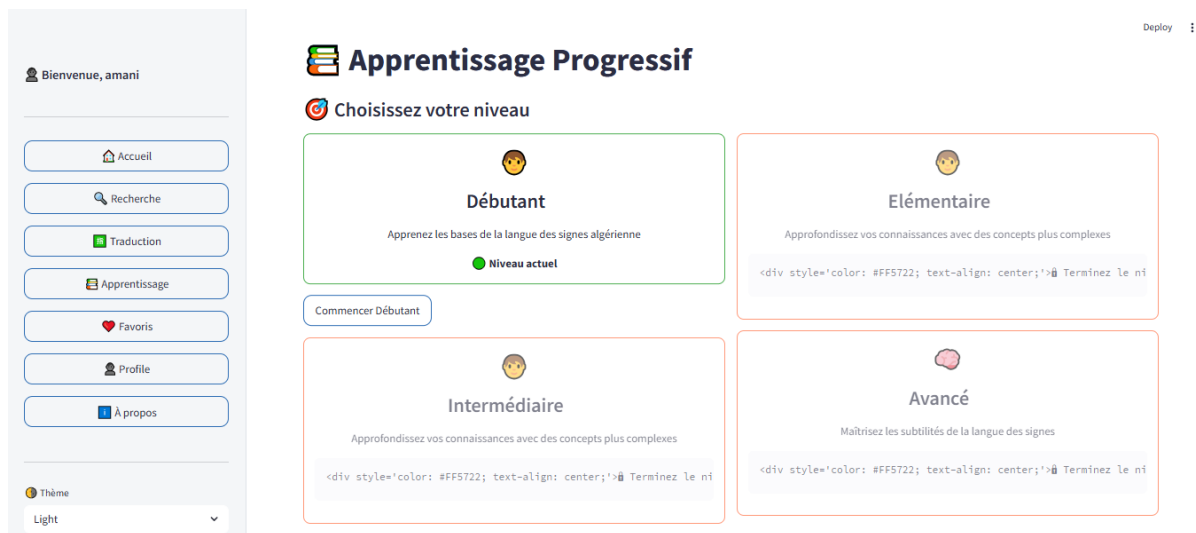 Deploy
Bienvenue, amani
Accueil
Recherche
Traduction
Apprentissage
Favoris
Profile
À propos
Thème
Light
Apprentissage Progressif
Choisissez votre niveau
Débutant
Apprenez les bases de la langue des signes algérienne
Niveau actuel
Commencer Débutant
Elémentaire
Approfondissez vos connaissances avec des concepts plus complexes
<div style='color: #FF5722; text-align: center;'>🔒 Terminez le ni
Intermédiaire
Approfondissez vos connaissances avec des concepts plus complexes
<div style='color: #FF5722; text-align: center;'>🔒 Terminez le ni
Avancé
Maîtrisez les subtilités de la langue des signes
<div style='color: #FF5722; text-align: center;'>🔒 Terminez le ni